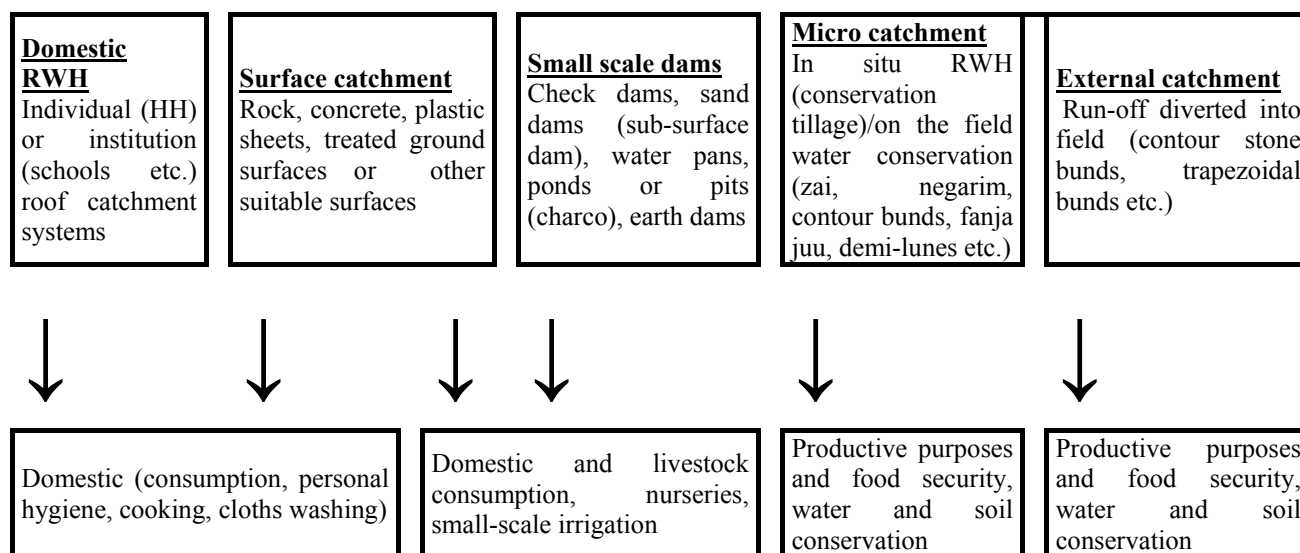 Domestic
RWH
Individual (HH)
or institution
(schools etc.)
roof catchment
systems
Surface catchment
Rock, concrete, plastic
sheets, treated ground
surfaces or other
suitable surfaces
Small scale dams
Check dams, sand
dams (sub-surface
dam), water pans,
ponds or pits
(charco), earth dams
Micro catchment
In situ RWH
(conservation
tillage)/on the field
water conservation
(zai, negarim,
contour bunds, fanja
juu, demi-lunes etc.)
External catchment
Run-off diverted into
field (contour stone
bunds, trapezoidal
bunds etc.)
Domestic (consumption, personal
hygiene, cooking, cloths washing)
Domestic and livestock
consumption, nurseries,
small-scale irrigation
Productive purposes
and food security,
water and soil
conservation
Productive purposes
and food security,
water and soil
conservation